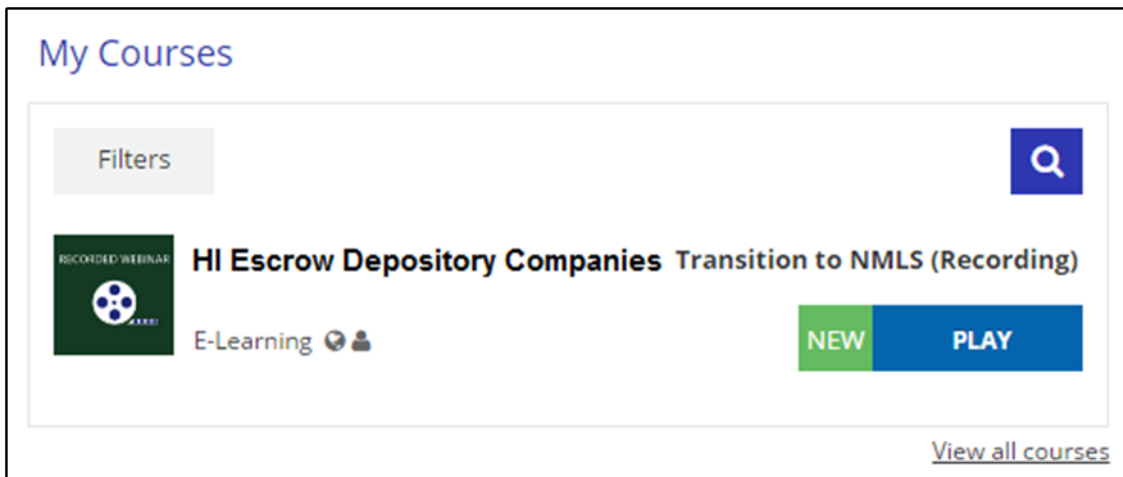 My Courses
Filters
RECORDED WEBINAR
HI Escrow Depository Companies Transition to NMLS (Recording)
E-Learning
NEW PLAY
View all courses